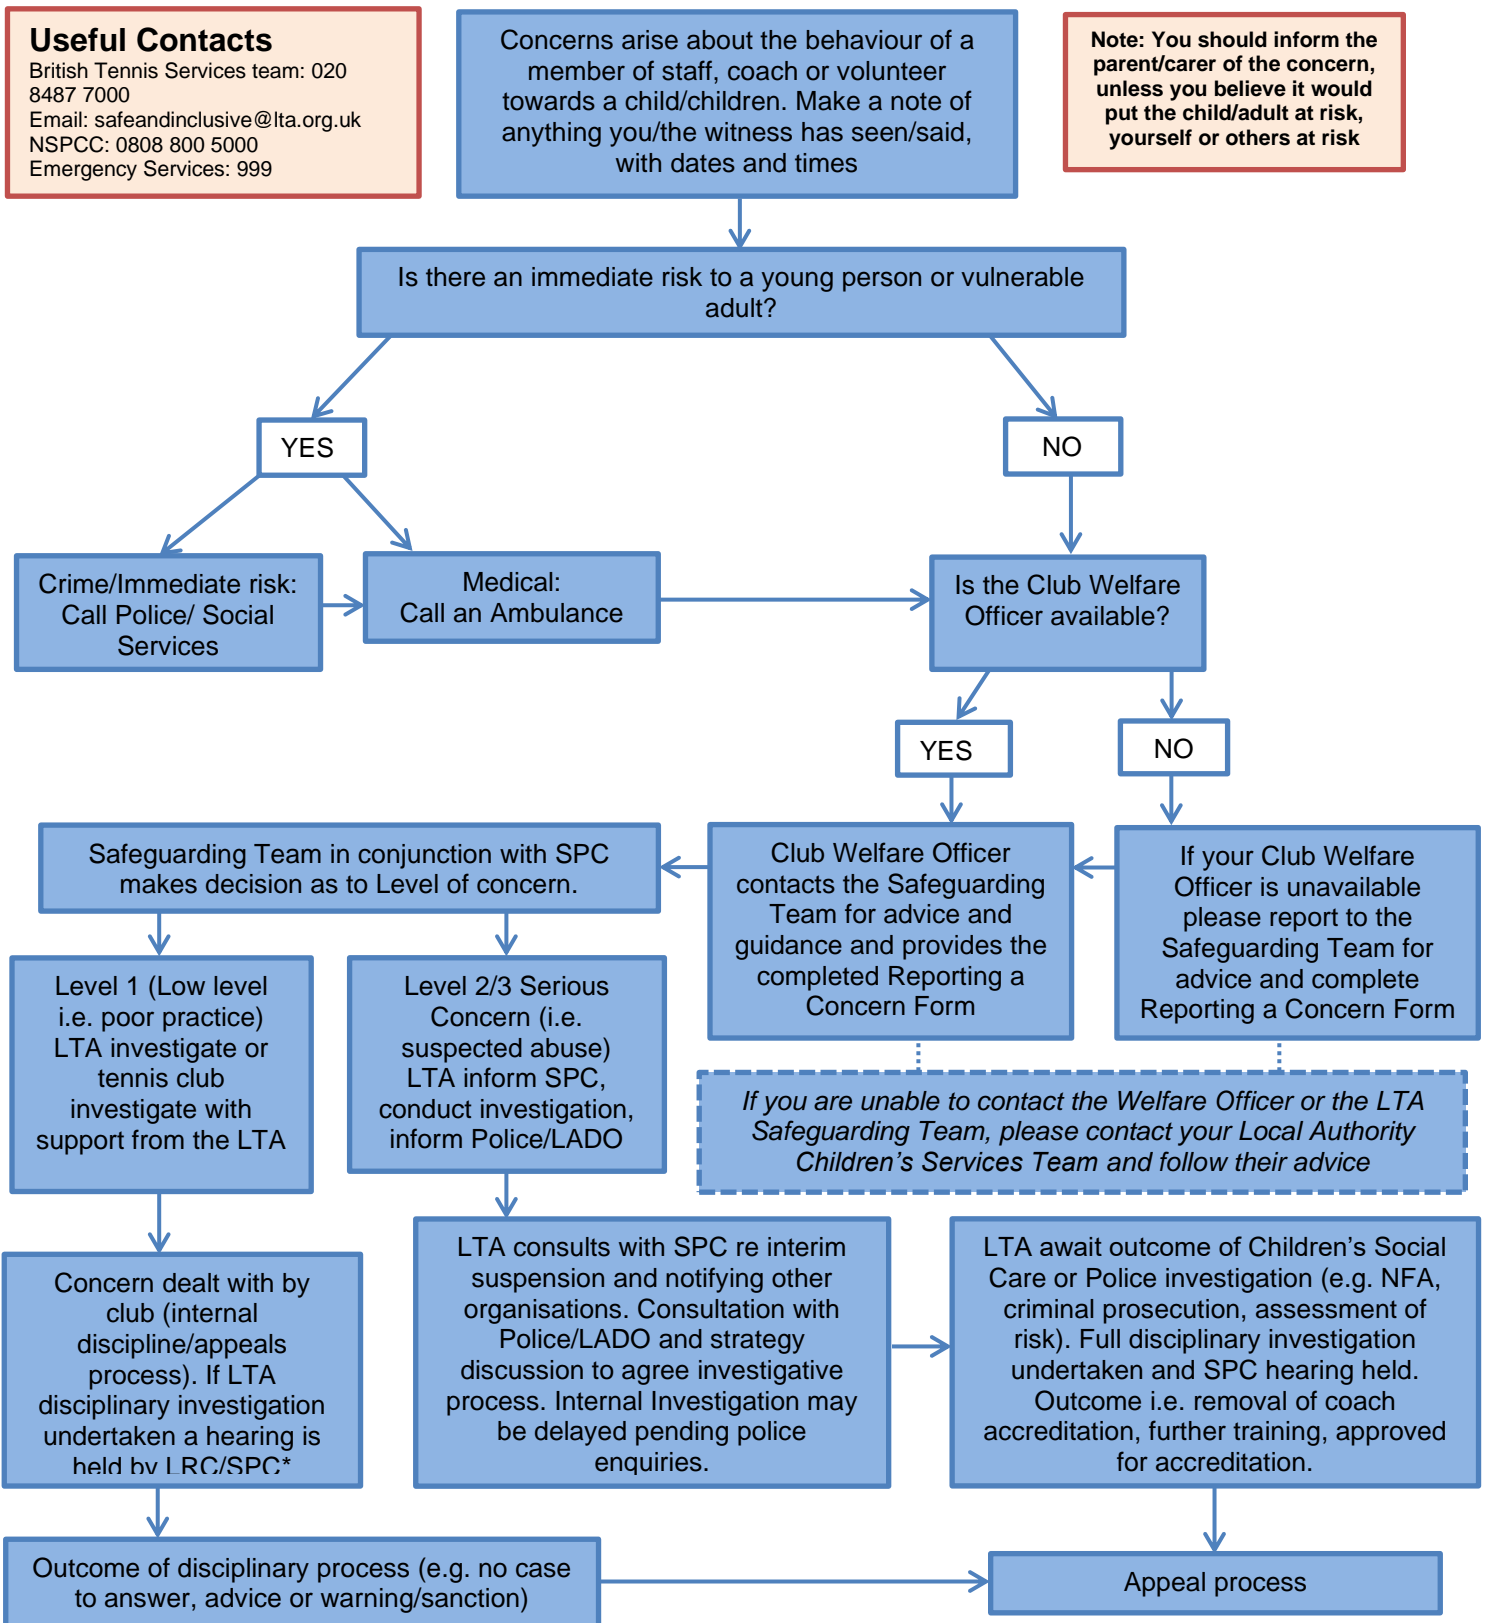 Useful Contacts
British Tennis Services team: 020
8487 7000
Email: safeandinclusive@lta.org.uk
NSPCC: 0808 800 5000
Emergency Services: 999
Concerns arise about the behaviour of a
member of staff, coach or volunteer
towards a child/children. Make a note of
anything you/the witness has seen/said,
with dates and times
Note: You should inform the
parent/carer of the concern,
unless you believe it would
put the child/adult at risk,
yourself or others at risk
Is there an immediate risk to a young person or vulnerable
adult?
YES
NO
Crime/Immediate risk:
Call Police/ Social
Services
Medical:
Call an Ambulance
Is the Club Welfare
Officer available?
YES
NO
Safeguarding Team in conjunction with SPC
makes decision as to Level of concern.
Club Welfare Officer
contacts the Safeguarding
Team for advice and
guidance and provides the
completed Reporting a
Concern Form
If your Club Welfare
Officer is unavailable
please report to the
Safeguarding Team for
advice and complete
Reporting a Concern Form
Level 1 (Low level
i.e. poor practice)
LTA investigate or
tennis club
investigate with
support from the LTA
Level 2/3 Serious
Concern (i.e.
suspected abuse)
LTA inform SPC,
conduct investigation,
inform Police/LADO
If you are unable to contact the Welfare Officer or the LTA
Safeguarding Team, please contact your Local Authority
Children’s Services Team and follow their advice
Concern dealt with by
club (internal
discipline/appeals
process). If LTA
disciplinary investigation
undertaken a hearing is
held by LRC/SPC*
LTA consults with SPC re interim
suspension and notifying other
organisations. Consultation with
Police/LADO and strategy
discussion to agree investigative
process. Internal Investigation may
be delayed pending police
enquiries.
LTA await outcome of Children’s Social
Care or Police investigation (e.g. NFA,
criminal prosecution, assessment of
risk). Full disciplinary investigation
undertaken and SPC hearing held.
Outcome i.e. removal of coach
accreditation, further training, approved
for accreditation.
Outcome of disciplinary process (e.g. no case
to answer, advice or warning/sanction)
Appeal process